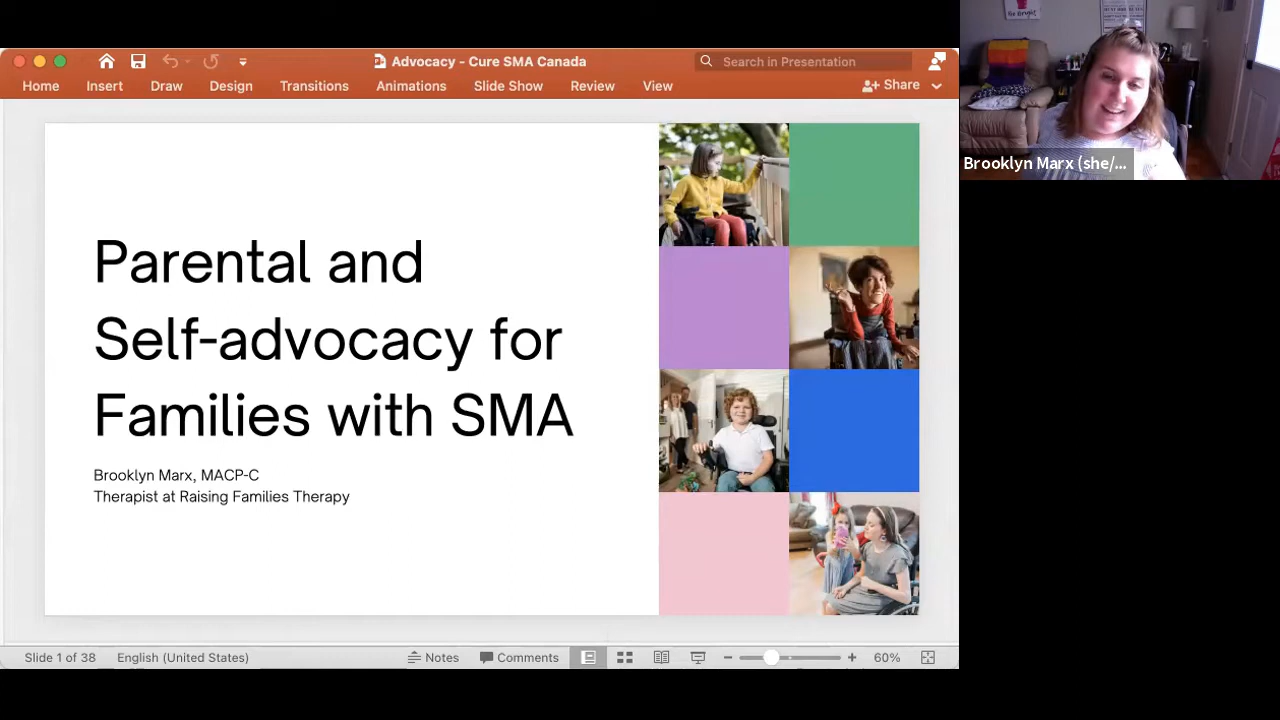 Advocacy - Cure SMA Canada
Search in Presentation
Home
Insert
Draw
Design
Transitions
Animations
Slide Show
Review
View
Share
Parental and
Self-advocacy for
Families with SMA
Brooklyn Marx, MACP-C
Therapist at Raising Families Therapy
Slide 1 of 38
English (United States)
Notes
Comments
60%
Brooklyn Marx (she/...